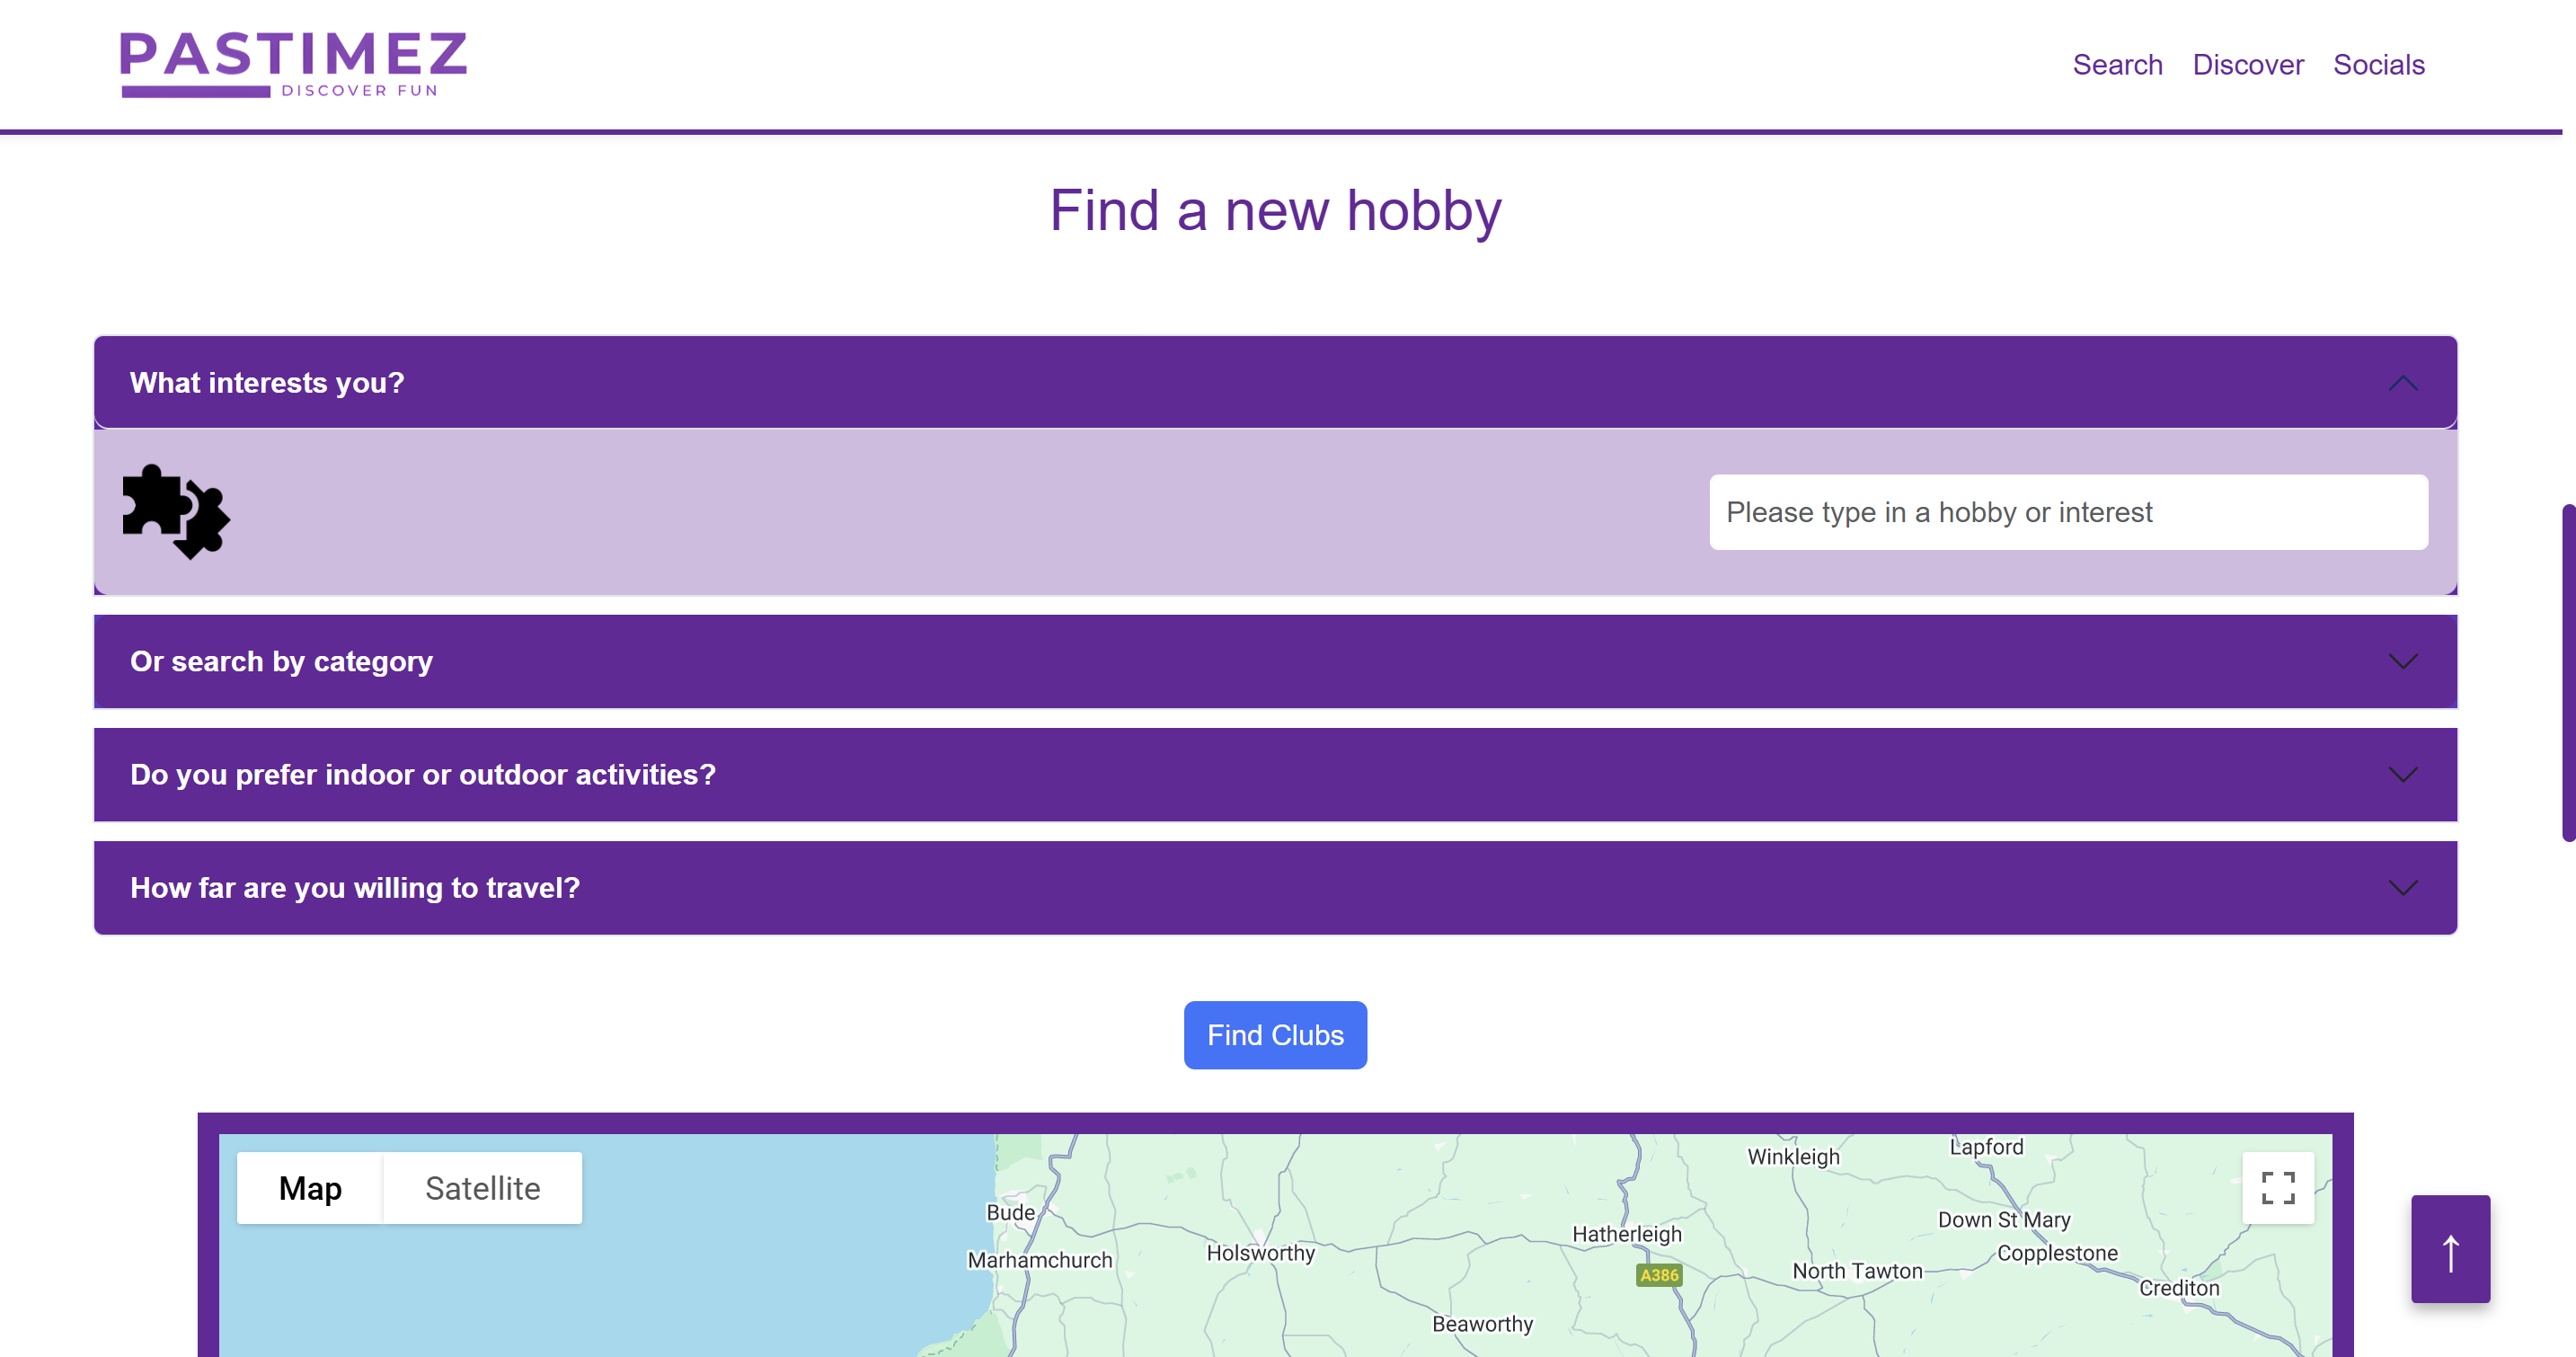 PASTIMEZ
DISCOVER FUN
Search Discover Socials
Find a new hobby
What interests you?
Please type in a hobby or interest
Or search by category
Do you prefer indoor or outdoor activities?
How far are you willing to travel?
Find Clubs
Map Satellite
Winkleigh
Lapford
Bude
Down St Mary
Hatherleigh
Marhamchurch
Holsworthy
Copplestone
A386
North Tawton
Crediton
Beaworthy
↑